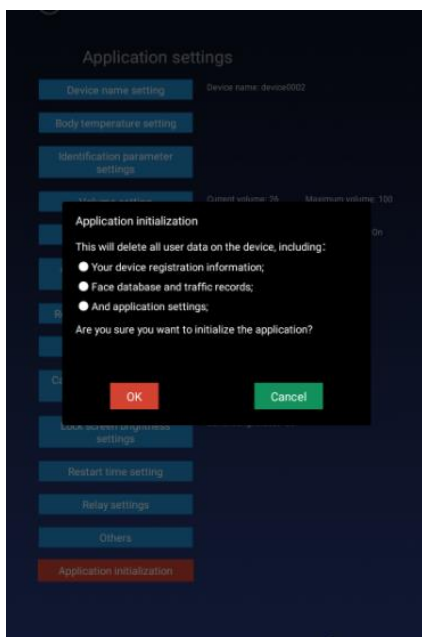 Application settings
Device name setting
Device name: device0002
Body temperature setting
Identification parameter
settings
Current volume: 26
Maximum volume: 100
On
Application initialization
This will delete all user data on the device, including:
Your device registration information;
Face database and traffic records;
And application settings;
Are you sure you want to initialize the application?
OK
Cancel
Lock screen brightness
settings
Restart time setting
Relay settings
Others
Application initialization